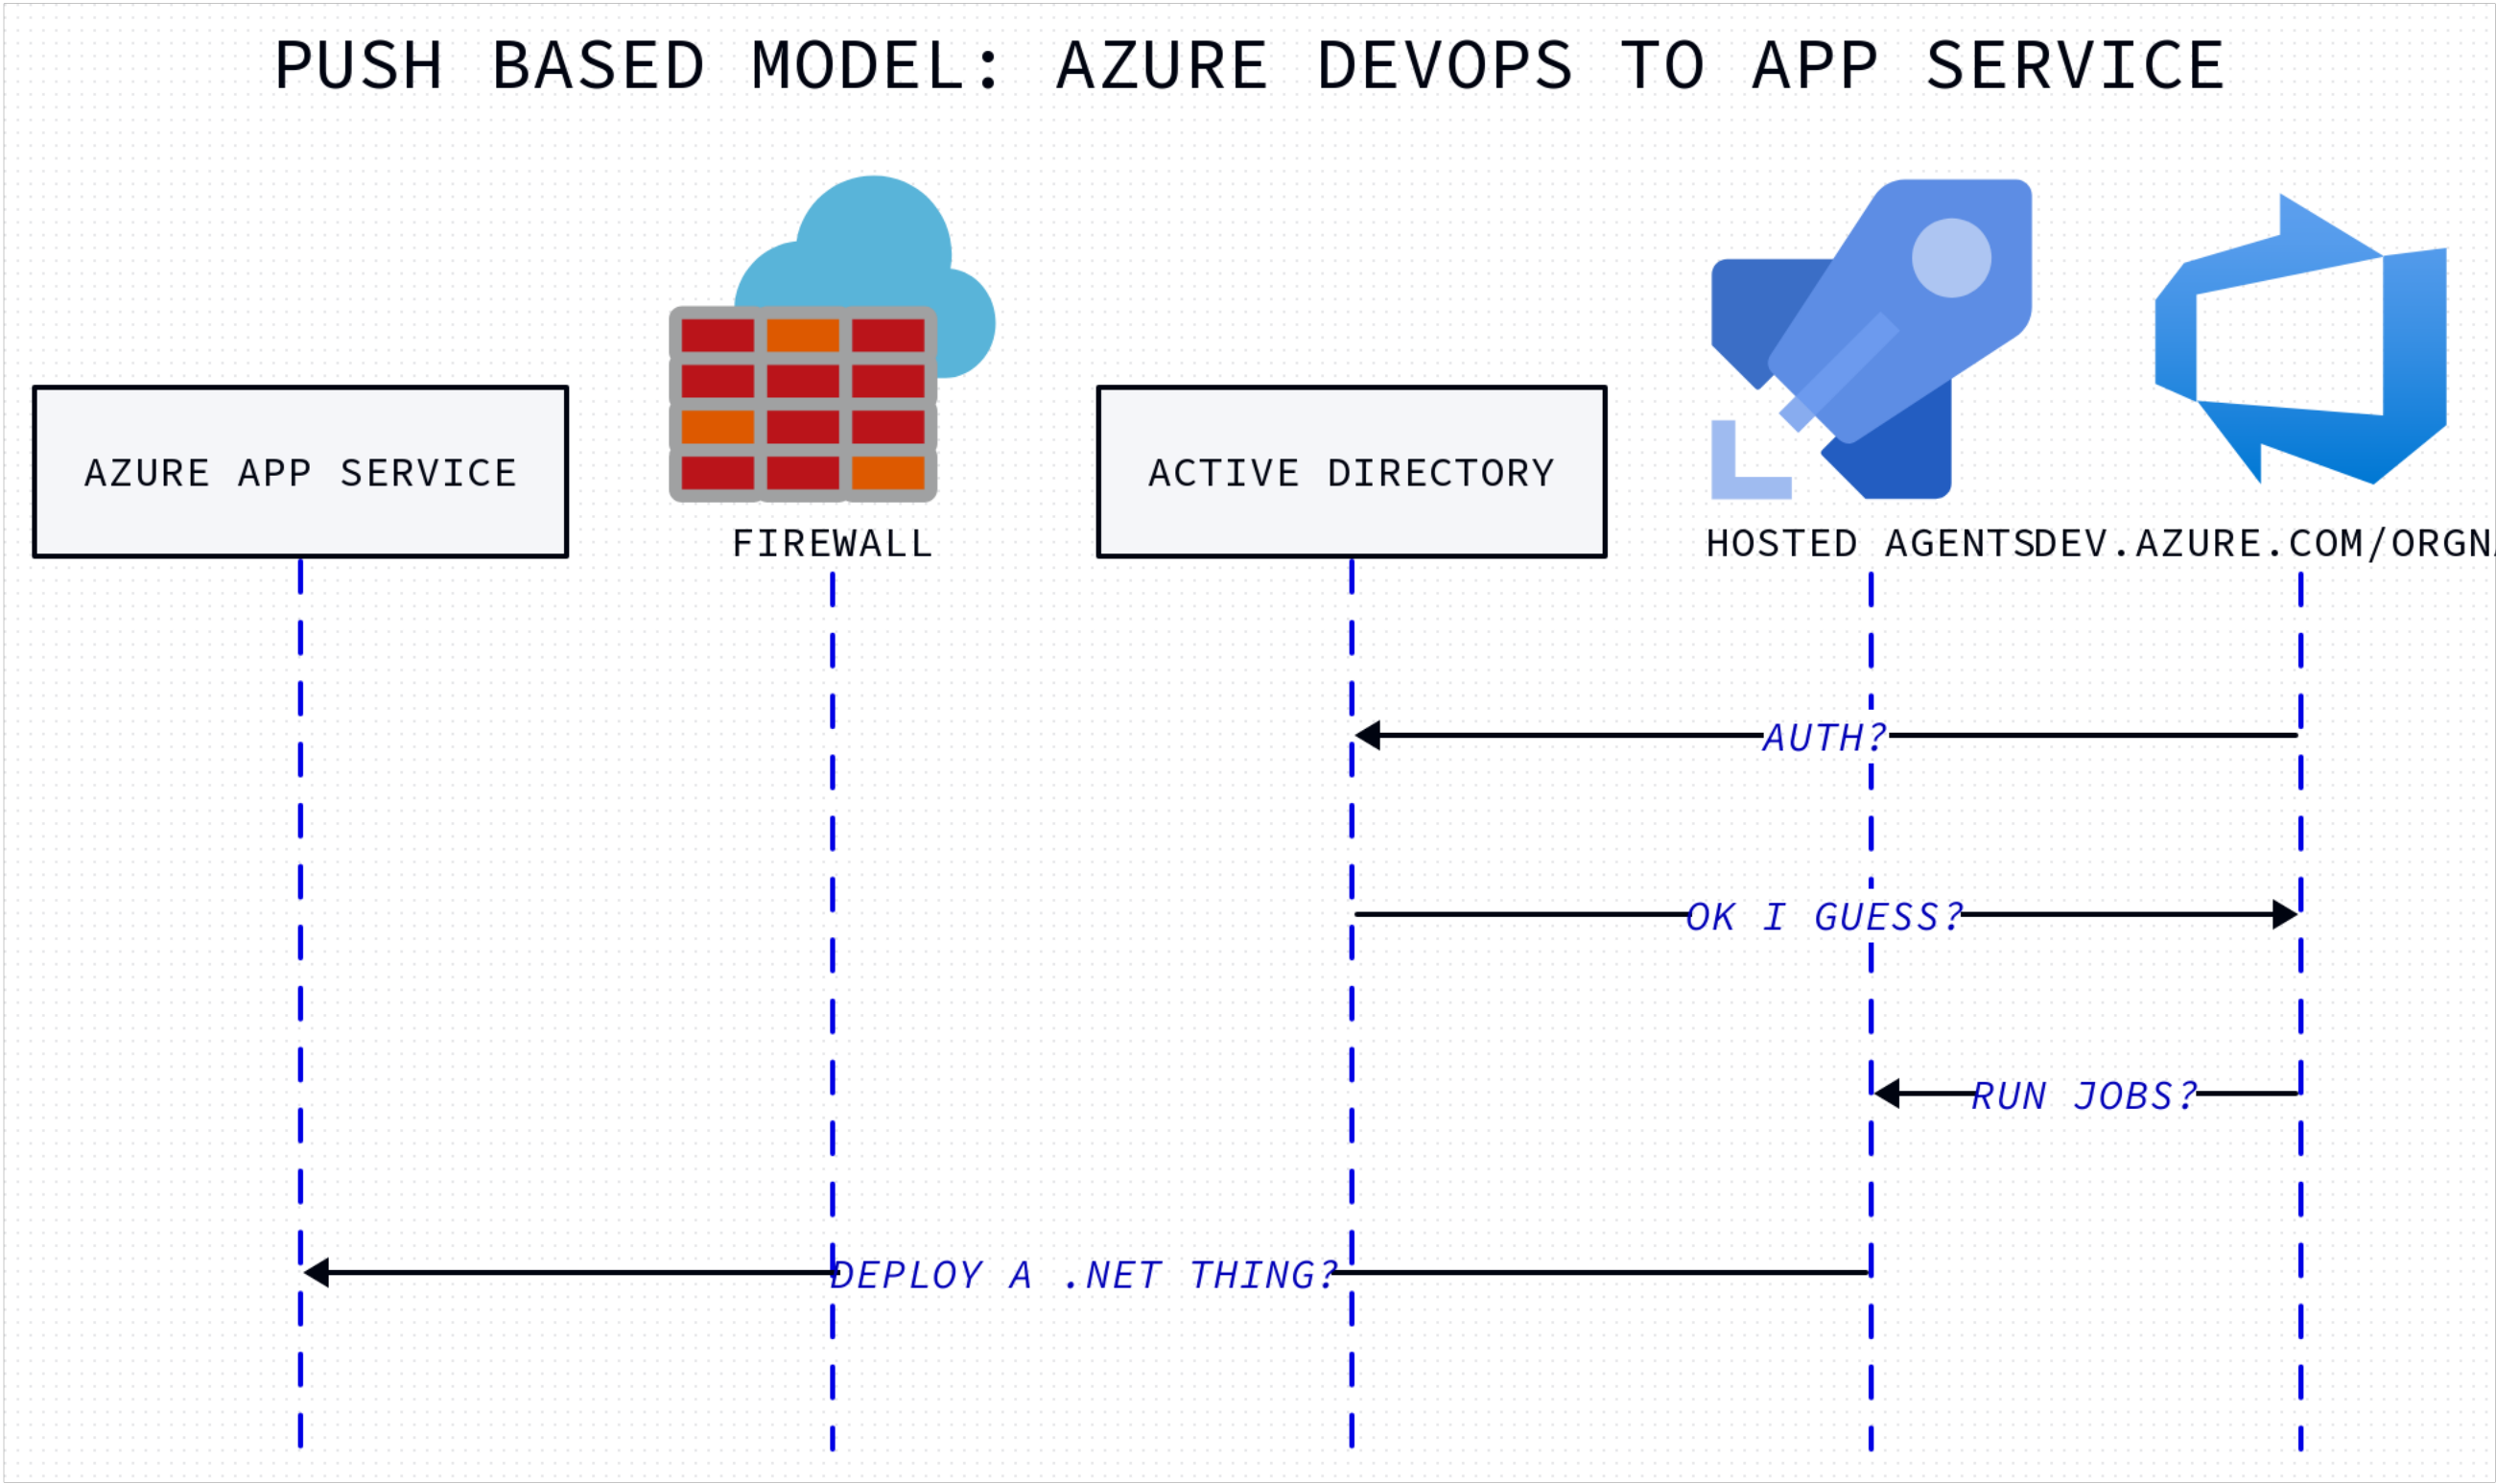 PUSH BASED MODEL: AZURE DEVOPS TO APP SERVICE
AZURE APP SERVICE
FIREWALL
ACTIVE DIRECTORY
HOSTED AGENTS
DEV.AZURE.COM/ORGN
AUTH?
OK I GUESS?
RUN JOBS?
DEPLOY A .NET THING?